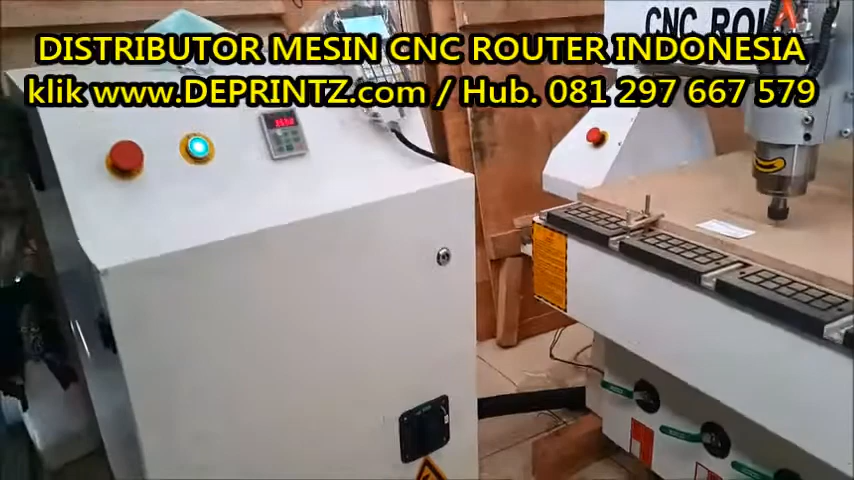 DISTRIBUTOR MESIN CNC ROUTER INDONESIA
klik www.DEPRINTZ.com / Hub. 081 297 667 579
CNC ROU